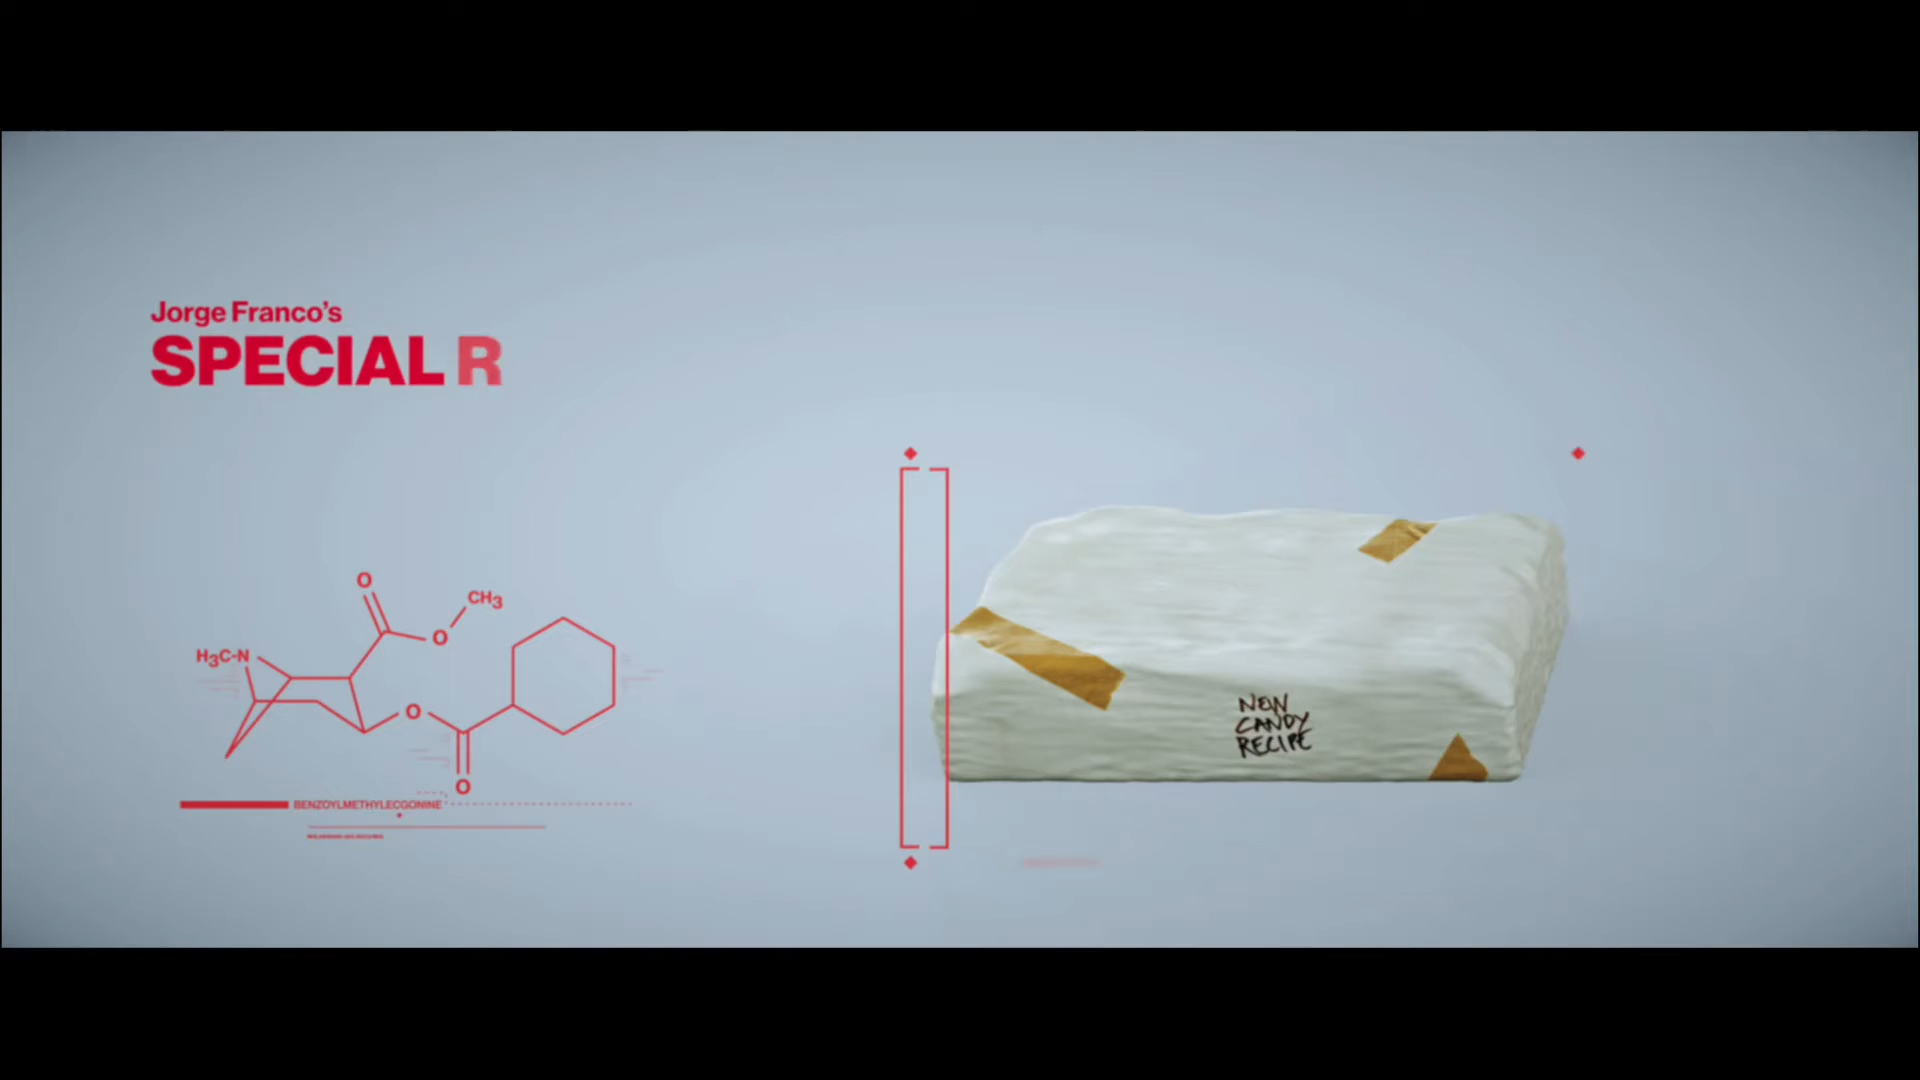 Jorge Franco's
SPECIAL R
O
CH3
O
H3C-N
O
O
BENZOYLMETHYLECGONINE
NEW
CANDY
RECIPE